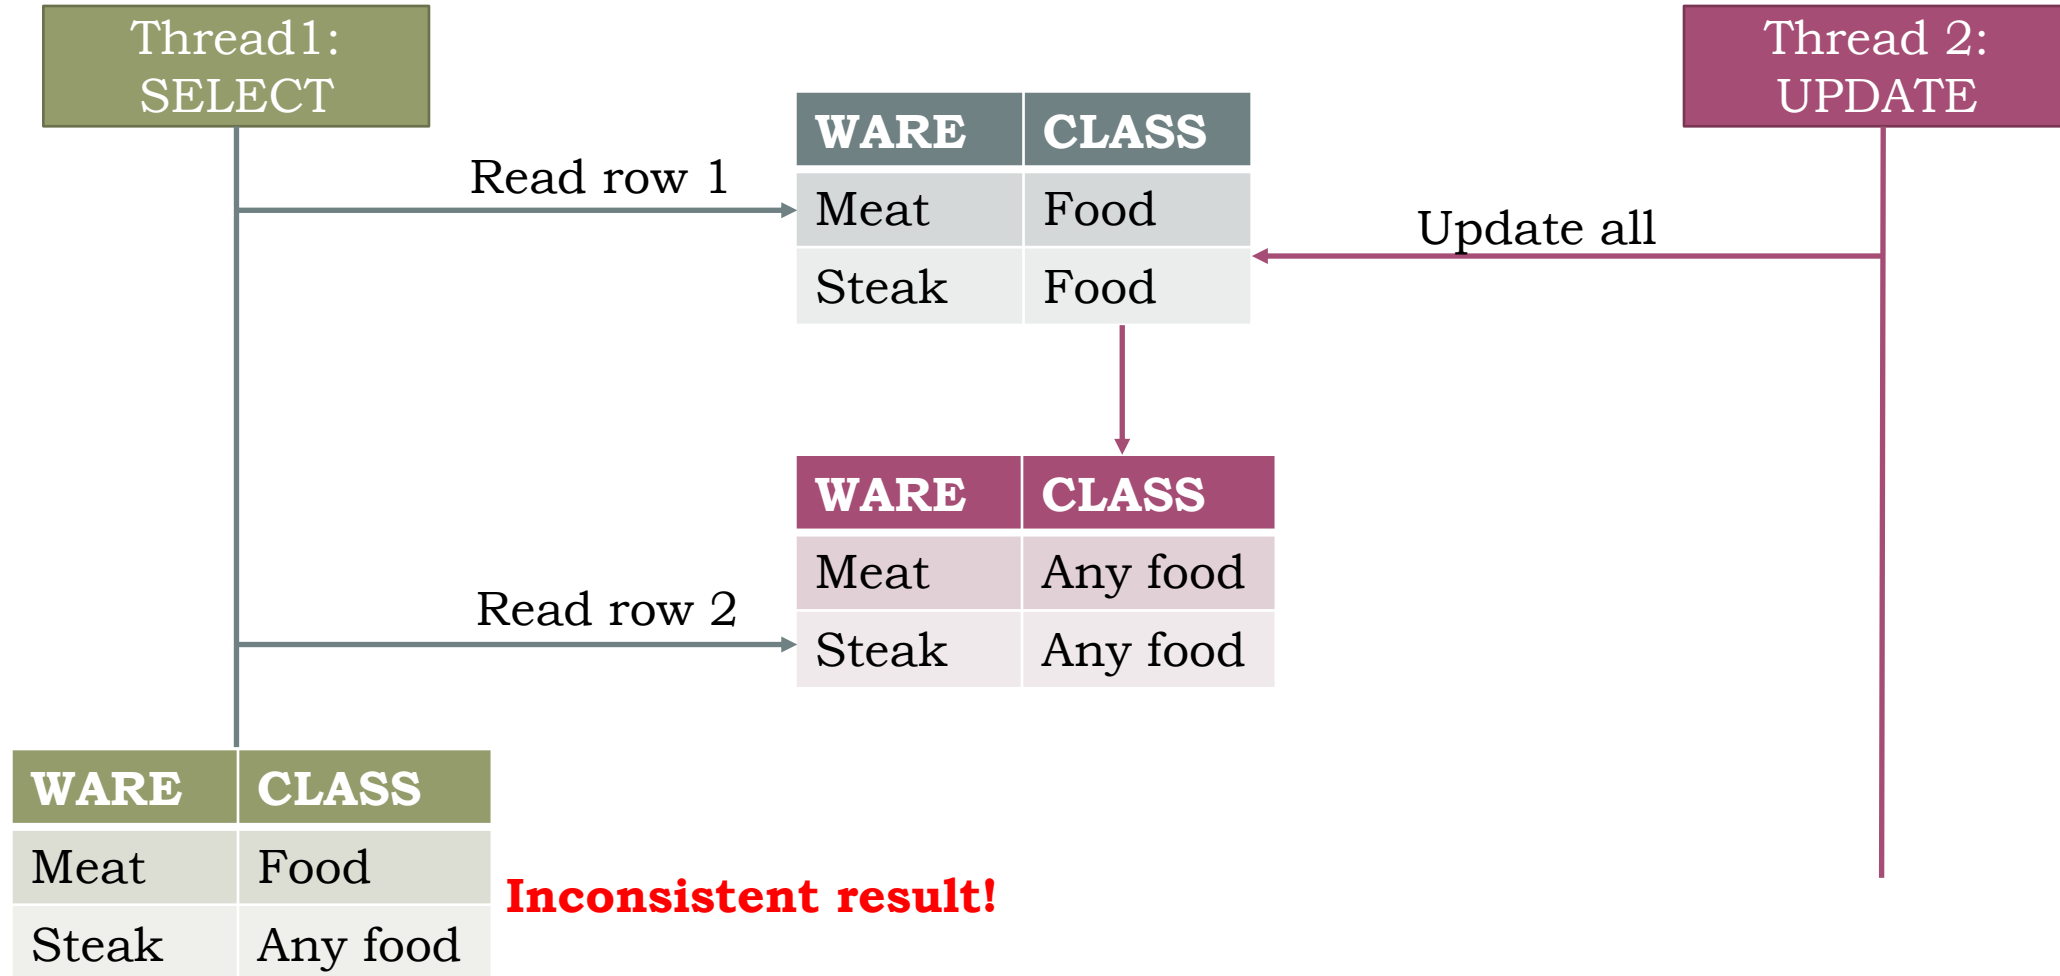 Thread1:
SELECT
Thread 2:
UPDATE
WARE CLASS
Meat Food
Steak Food
Read row 1
Update all
WARE CLASS
Meat Any food
Steak Any food
Read row 2
WARE CLASS
Meat Food
Steak Any food
Inconsistent result!